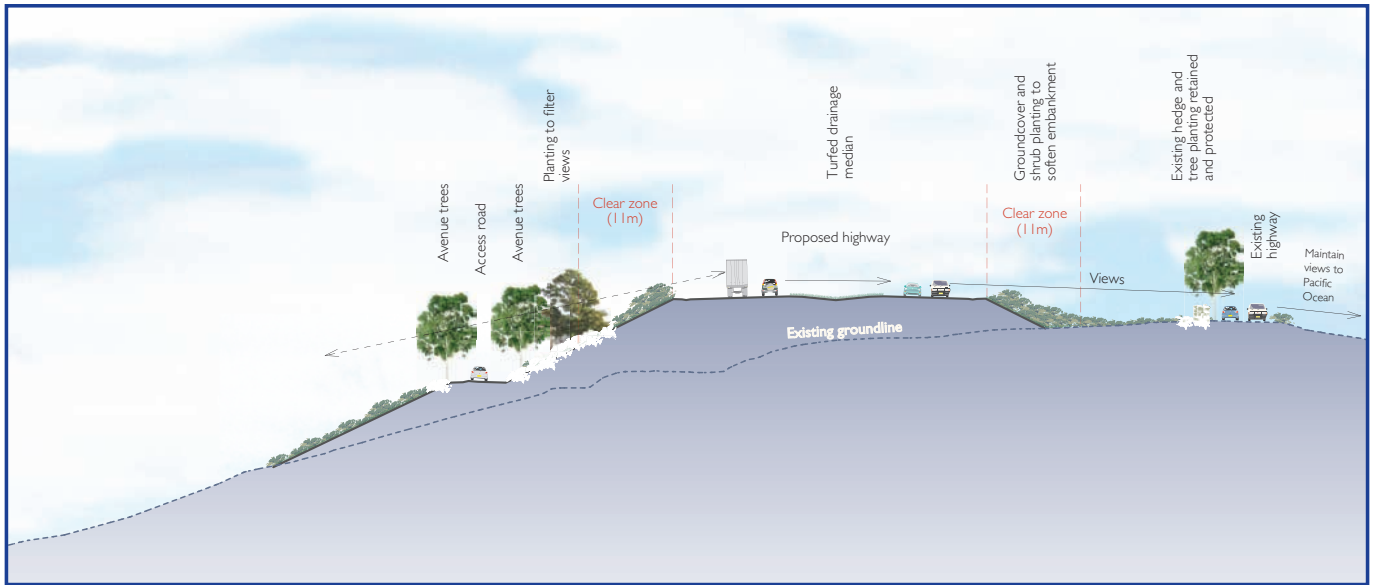 Avenue trees
Access road
Avenue trees
Planting to filter
views
Clear zone
(11m)
Turfed drainage
median
Proposed highway
Existing groundline
Groundcover and
shrub planting to
soften embankment
Clear zone
(11m)
Views
Existing hedge and
tree planting retained
and protected
Existing
highway
Maintain
views to
Pacific
Ocean